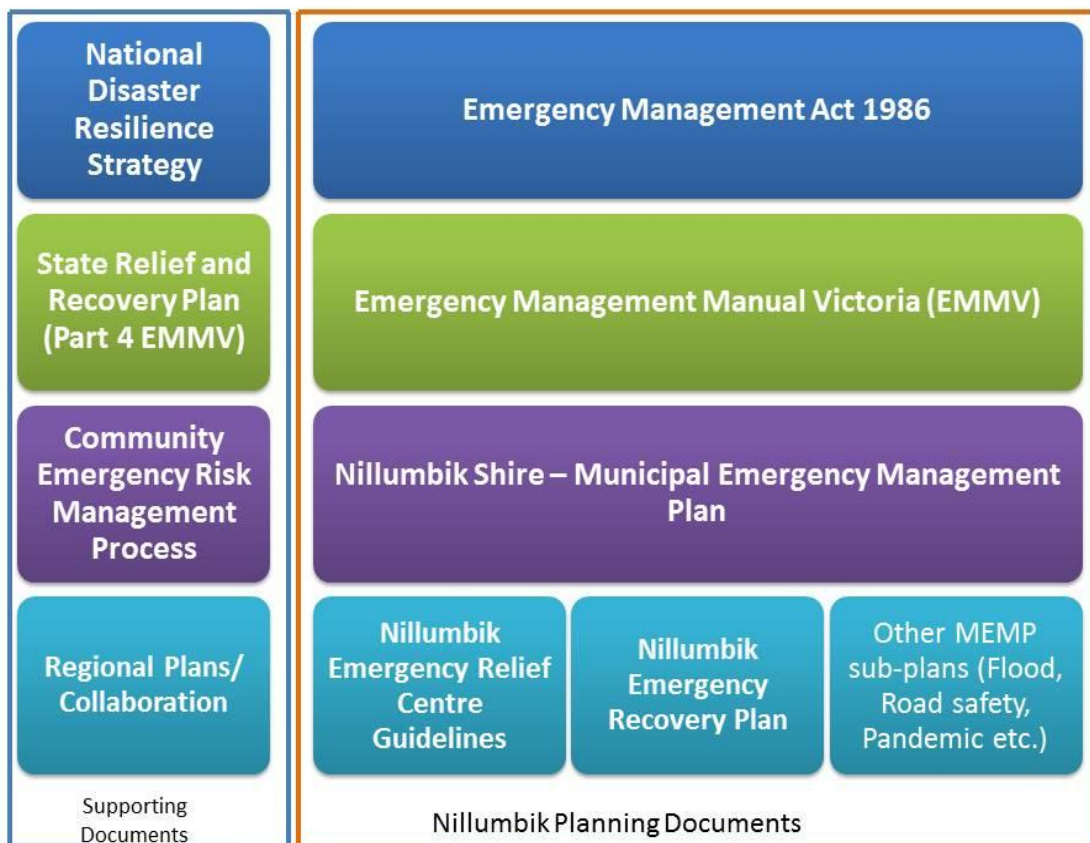 National
Disaster
Resilience
Strategy
Emergency Management Act 1986
State Relief and
Recovery Plan
(Part 4 EMMV)
Emergency Management Manual Victoria (EMMV)
Community
Emergency Risk
Management
Process
Nillumbik Shire – Municipal Emergency Management
Plan
Regional Plans/
Collaboration
Nillumbik
Emergency Relief
Centre
Guidelines
Nillumbik
Emergency
Recovery Plan
Other MEMP
sub-plans (Flood,
Road safety,
Pandemic etc.)
Supporting
Documents
Nillumbik Planning Documents